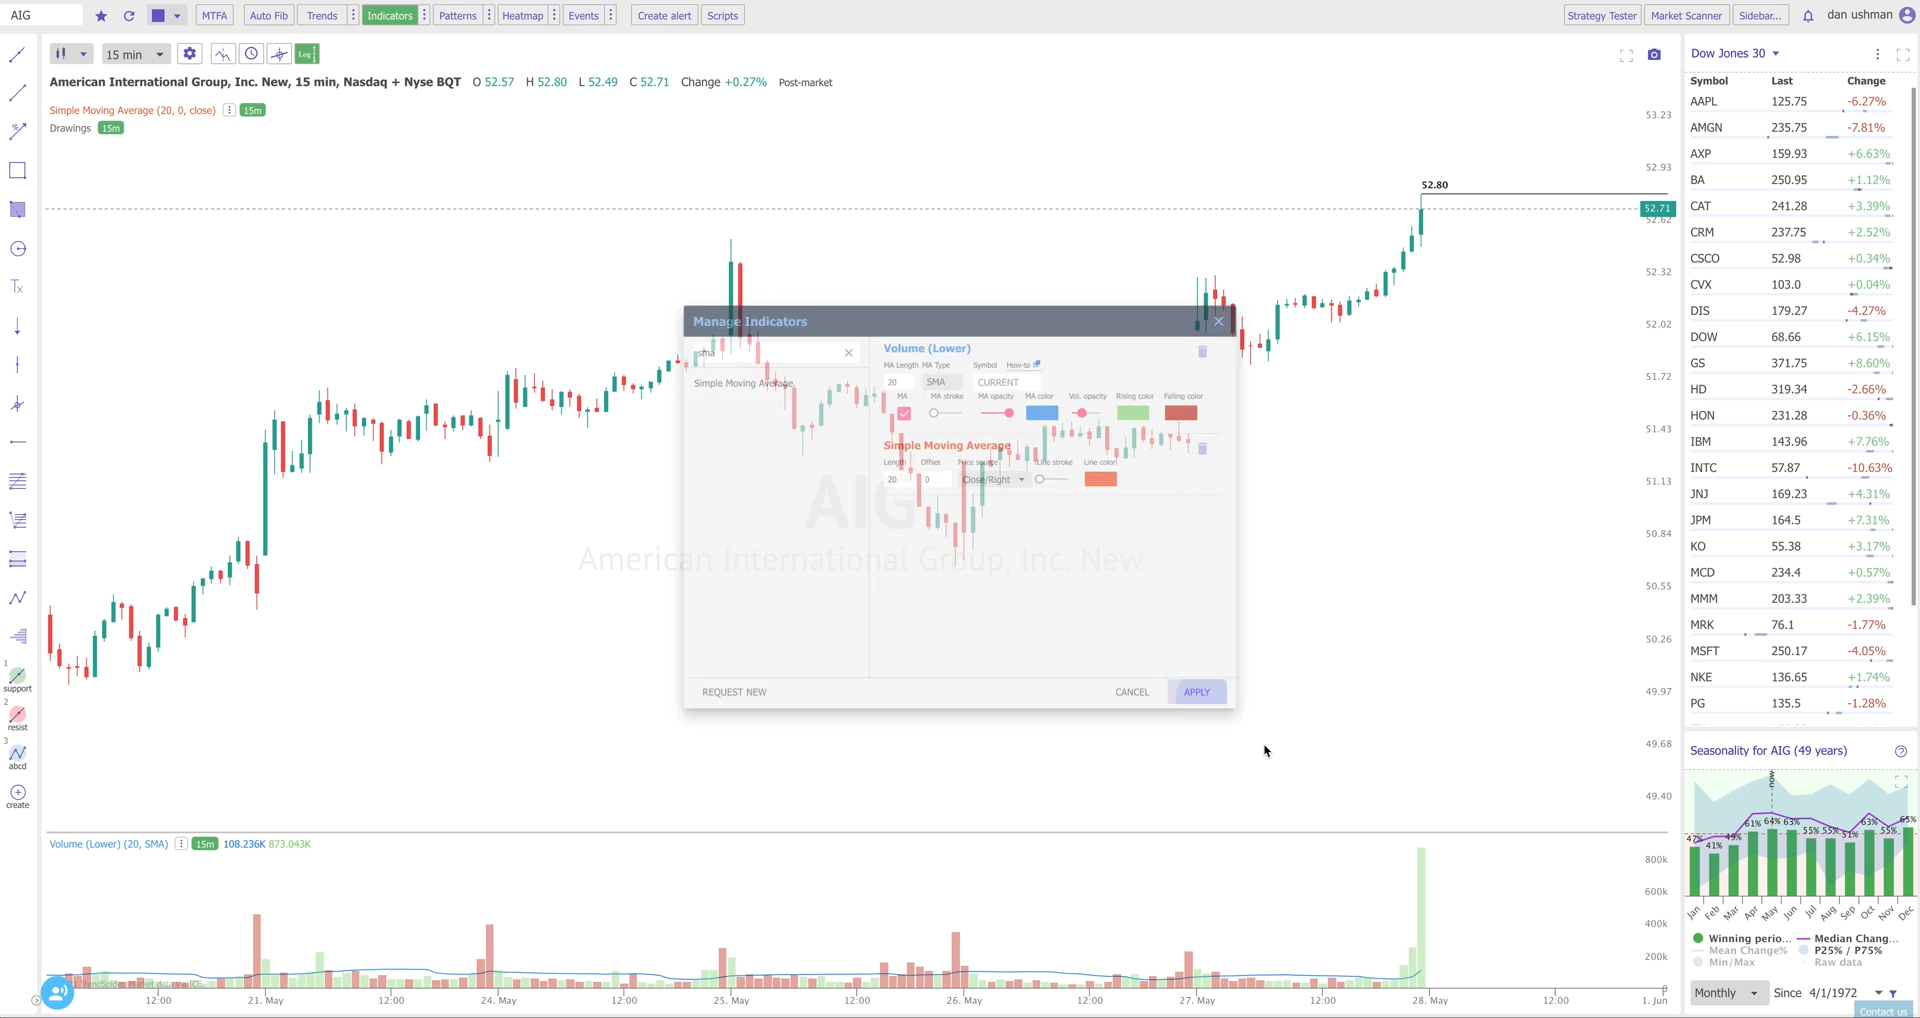 AIG MTFA Auto Fib Trends Indicators Patterns Heatmap Events Create alert Scripts Strategy Tester Market Scanner Sidebar... dan ushman
15 min Log
American International Group, Inc. New, 15 min, Nasdaq + Nyse BQT O 52.57 H 52.80 L 52.49 C 52.71 Change +0.27% Post-market
Simple Moving Average (20, 0, close) 15m
Drawings 15m
Tx
1
support
2
resist
3
abcd
create
AIG
American International Group, Inc. New
52.80
53.23
52.93
52.71
52.62
52.32
52.02
51.72
51.43
51.13
50.84
50.55
50.26
49.97
49.68
49.40
Manage Indicators
sma
Simple Moving Average
Volume (Lower)
MA Length MA Type Symbol How-to
20 SMA CURRENT
MA MA stroke MA opacity MA color Vol. opacity Rising color Falling color
Simple Moving Average
Length Offset Price source Line stroke Line color
20 0 Close/Right
REQUEST NEW CANCEL APPLY
Volume (Lower) (20, SMA) 15m 108.236K 873.043K
800k
600k
400k
200k
0
TrendSpider. Market data via ICE
12:00 21. May 12:00 24. May 12:00 25. May 12:00 26. May 12:00 27. May 12:00 28. May 12:00 1. Jun
Dow Jones 30
Symbol Last Change
AAPL 125.75 -6.27%
AMGN 235.75 -7.81%
AXP 159.93 +6.63%
BA 250.95 +1.12%
CAT 241.28 +3.39%
CRM 237.75 +2.52%
CSCO 52.98 +0.34%
CVX 103.0 +0.04%
DIS 179.27 -4.27%
DOW 68.66 +6.15%
GS 371.75 +8.60%
HD 319.34 -2.66%
HON 231.28 -0.36%
IBM 143.96 +7.76%
INTC 57.87 -10.63%
JNJ 169.23 +4.31%
JPM 164.5 +7.31%
KO 55.38 +3.17%
MCD 234.4 +0.57%
MMM 203.33 +2.39%
MRK 76.1 -1.77%
MSFT 250.17 -4.05%
NKE 136.65 +1.74%
PG 135.5 -1.28%
Seasonality for AIG (49 years)
now
47% 41% 49% 61% 64% 63% 55% 55% 51% 63% 55% 65%
Jan Feb Mar Apr May Jun Jul Aug Sep Oct Nov Dec
Winning perio... Median Chang...
Mean Change% P25% / P75%
Min/Max Raw data
Monthly Since 4/1/1972
Contact us